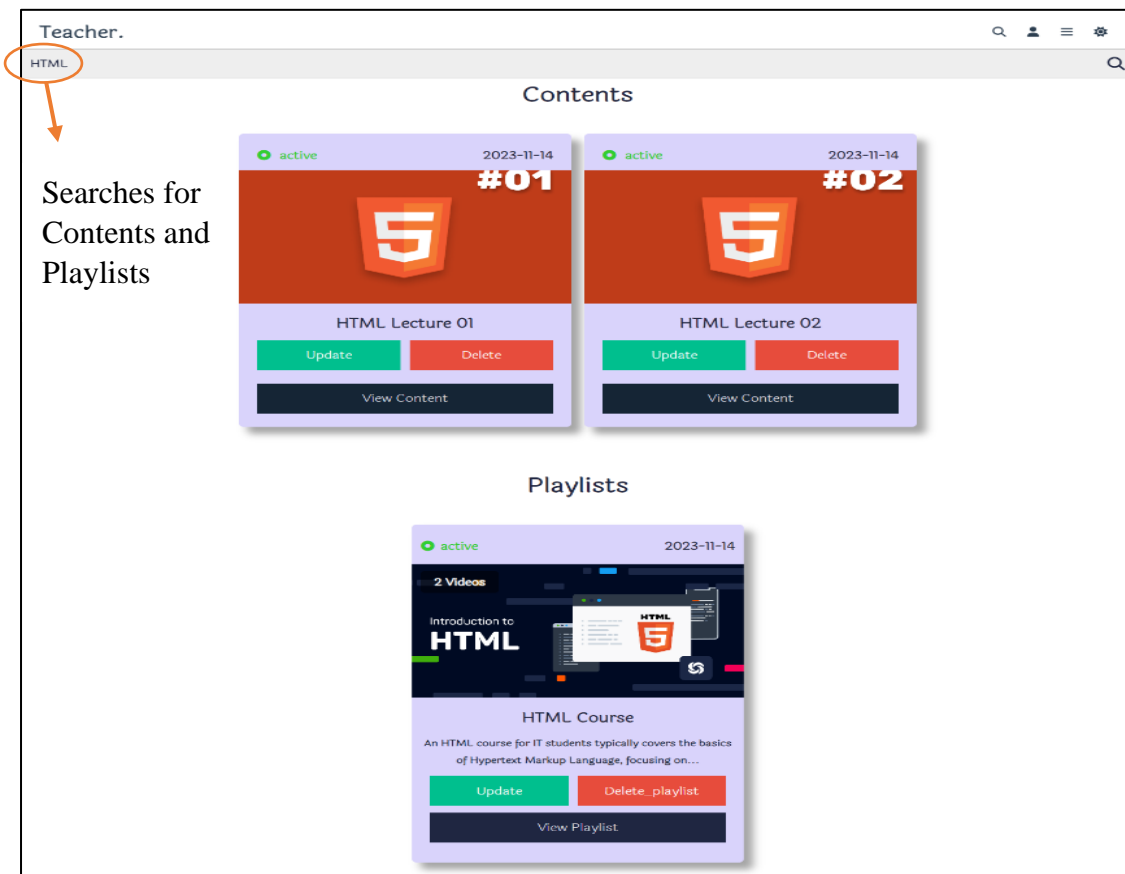 Teacher.
HTML
Searches for
Contents and
Playlists
Contents
active 2023-11-14
#01
HTML Lecture 01
Update Delete
View Content
active 2023-11-14
#02
HTML Lecture 02
Update Delete
View Content
Playlists
active 2023-11-14
2 Videos
Introduction to
HTML
HTML
5
HTML Course
An HTML course for IT students typically covers the basics
of Hypertext Markup Language, focusing on...
Update Delete_playlist
View Playlist